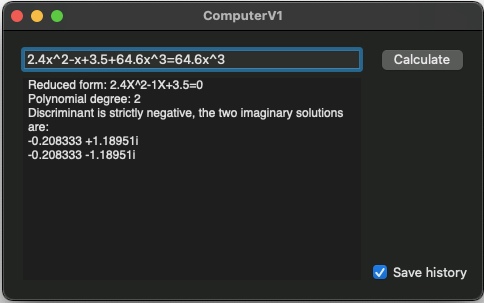 ComputerV1
2.4x^2-x+3.5+64.6x^3=64.6x^3
Calculate
Reduced form: 2.4X^2-1X+3.5=0
Polynomial degree: 2
Discriminant is strictly negative, the two imaginary solutions
are:
-0.208333 +1.18951i
-0.208333 -1.18951i
Save history